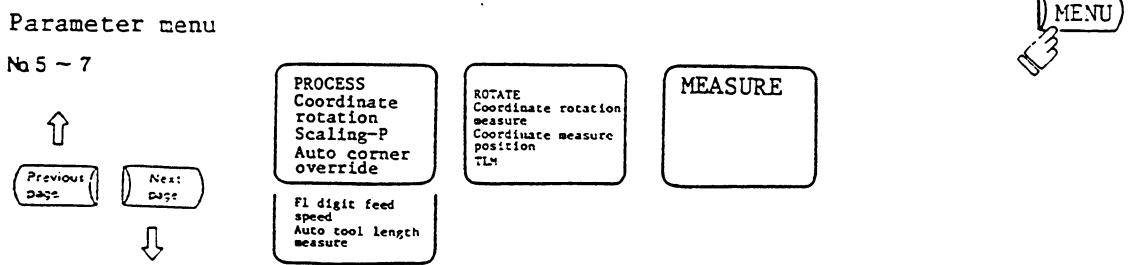 MENU
Parameter menu
No 5 ~ 7
PROCESS
Coordinate
rotation
Scaling-P
Auto corner
override
F1 digit feed
speed
Auto tool length
measure
ROTATE
Coordinate rotation
measure
Coordinate measure
position
TLM
MEASURE
Previous
page
Next
page